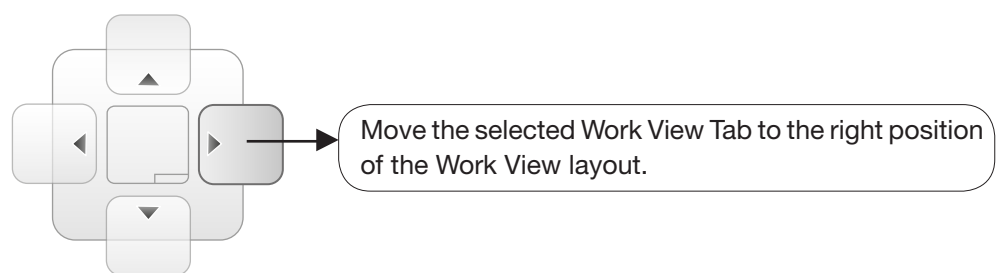 Move the selected Work View Tab to the right position
of the Work View layout.